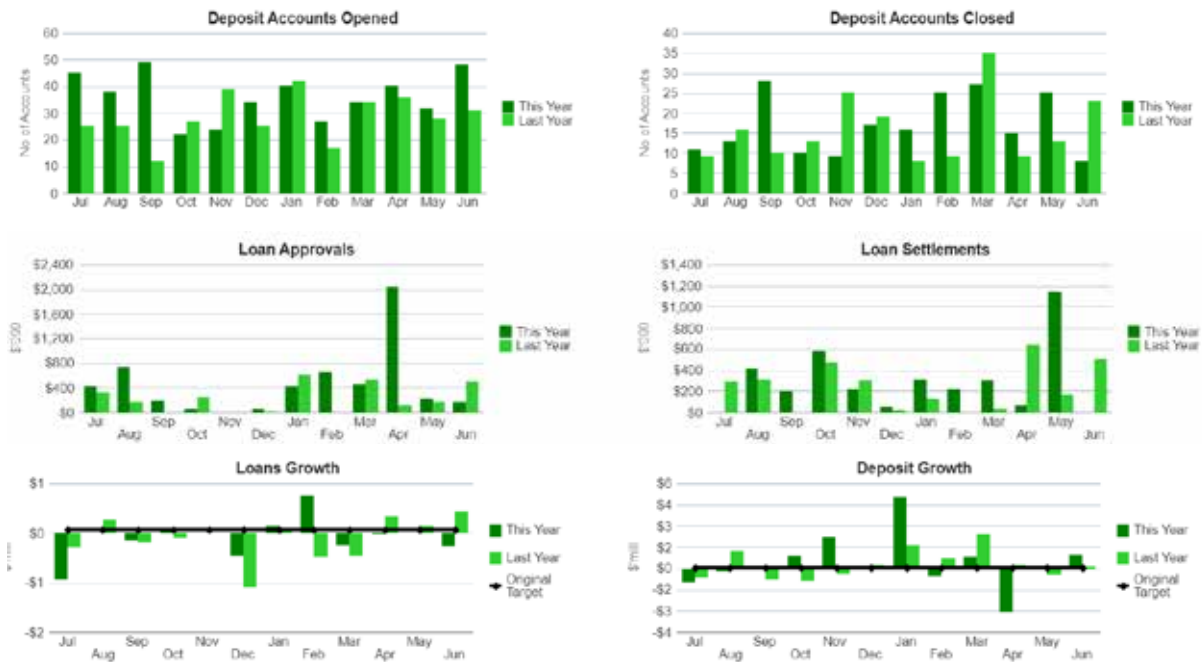 Deposit Accounts Opened
60
50
40
30
20
10
0
No of Accounts
Jul Aug Sep Oct Nov Dec Jan Feb Mar Apr May Jun
This Year
Last Year
Deposit Accounts Closed
40
35
30
25
20
15
10
5
0
No of Accounts
Jul Aug Sep Oct Nov Dec Jan Feb Mar Apr May Jun
This Year
Last Year
Loan Approvals
$2,400
$2,000
$1,600
$1,200
$800
$400
$0
$'000
Jul Aug Sep Oct Nov Dec Jan Feb Mar Apr May Jun
This Year
Last Year
Loan Settlements
$1,400
$1,200
$1,000
$800
$600
$400
$200
$0
$'000
Jul Aug Sep Oct Nov Dec Jan Feb Mar Apr May Jun
This Year
Last Year
Loans Growth
$1
$0
-$1
-$2
$'mill
Jul Aug Sep Oct Nov Dec Jan Feb Mar Apr May Jun
This Year
Last Year
Original
Target
Deposit Growth
$6
$4
$3
$2
$0
-$2
-$3
-$4
$'mill
Jul Aug Sep Oct Nov Dec Jan Feb Mar Apr May Jun
This Year
Last Year
Original
Target